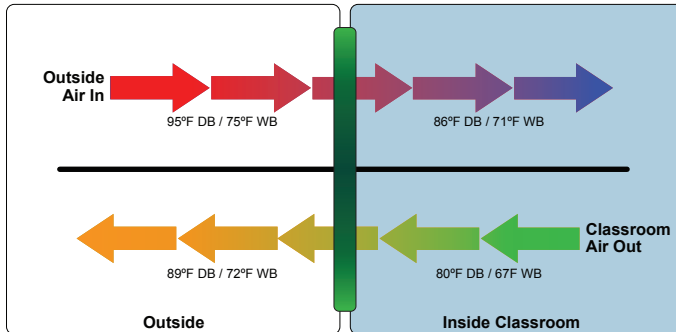 Outside
Air In
95ºF DB / 75ºF WB
86ºF DB / 71ºF WB
Classroom
Air Out
89ºF DB / 72ºF WB
80ºF DB / 67F WB
Outside
Inside Classroom